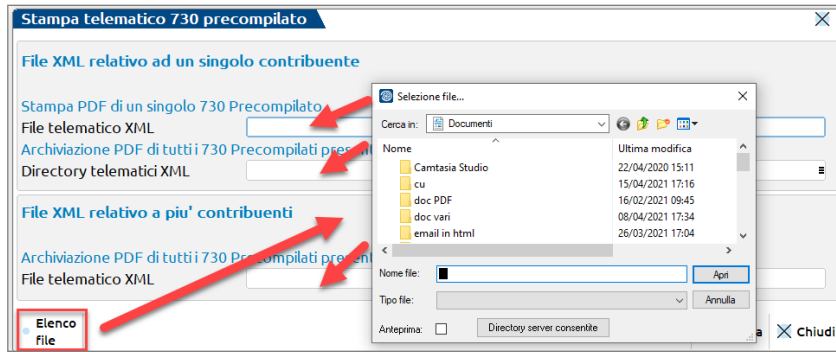 Stampa telematico 730 precompilato
File XML relativo ad un singolo contribuente
Stampa PDF di un singolo 730 Precompilato
File telematico XML
Archiviazione PDF di tutti i 730 Precompilati
Directory telematici XML
File XML relativo a piu' contribuenti
Archiviazione PDF di tutti i 730 Precompilati
File telematico XML
Elenco
file
Chiudi
Selezione file...
Cerca in: Documenti
Nome Ultima modifica
Camtasia Studio 22/04/2020 15:11
cu 15/04/2021 17:16
doc PDF 16/02/2021 09:45
doc vari 08/04/2021 17:34
email in html 26/03/2021 17:04
Nome file: Apri
Tipo file: Annulla
Anteprima: Directory server consentite